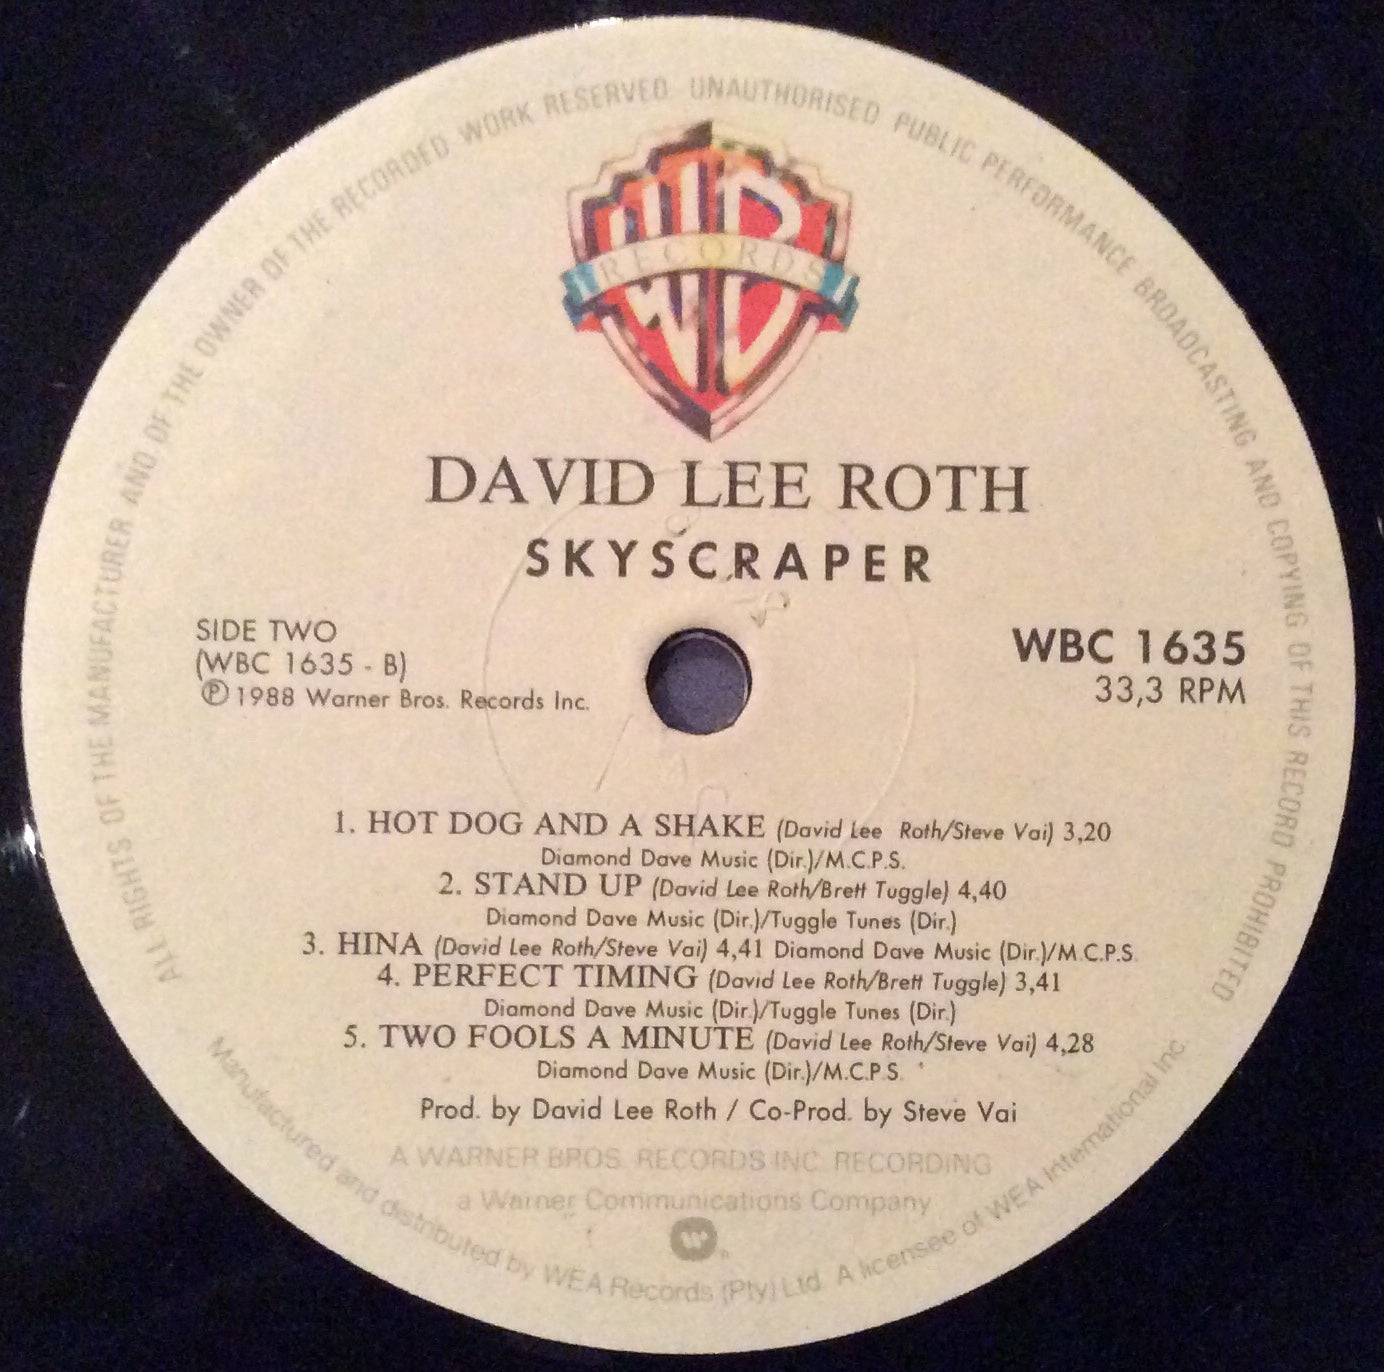 ALL RIGHTS OF THE MANUFACTURER AND OF THE OWNER OF THE RECORDED WORK RESERVED UNAUTHORISED PUBLIC PERFORMANCE BROADCASTING AND COPYING OF THIS RECORD PROHIBITED
WB
RECORDS
DAVID LEE ROTH
SKYSCRAPER
SIDE TWO
(WBC 1635 - B)
℗ 1988 Warner Bros. Records Inc.
WBC 1635
33,3 RPM
1. HOT DOG AND A SHAKE (David Lee Roth/Steve Vai) 3,20
Diamond Dave Music (Dir.)/M.C.P.S.
2. STAND UP (David Lee Roth/Brett Tuggle) 4,40
Diamond Dave Music (Dir.)/Tuggle Tunes (Dir.)
3. HINA (David Lee Roth/Steve Vai) 4,41 Diamond Dave Music (Dir.)/M.C.P.S.
4. PERFECT TIMING (David Lee Roth/Brett Tuggle) 3,41
Diamond Dave Music (Dir.)/Tuggle Tunes (Dir.)
5. TWO FOOLS A MINUTE (David Lee Roth/Steve Vai) 4,28
Diamond Dave Music (Dir.)/M.C.P.S.
Prod. by David Lee Roth / Co-Prod. by Steve Vai
A WARNER BROS. RECORDS INC. RECORDING
a Warner Communications Company
Manufactured and distributed by WEA Records (Pty) Ltd. A licensee of WEA International Inc.